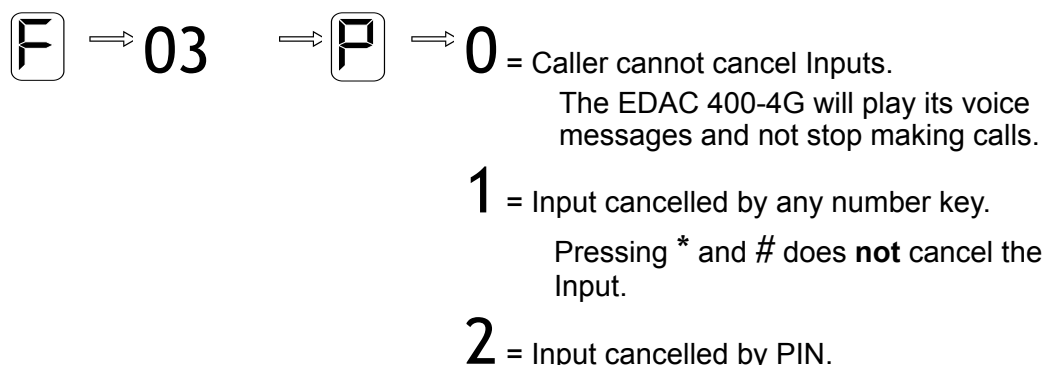 F ⇒ 03 ⇒ P ⇒ 0 = Caller cannot cancel Inputs.
The EDAC 400-4G will play its voice
messages and not stop making calls.
1 = Input cancelled by any number key.
Pressing * and # does not cancel the
Input.
2 = Input cancelled by PIN.